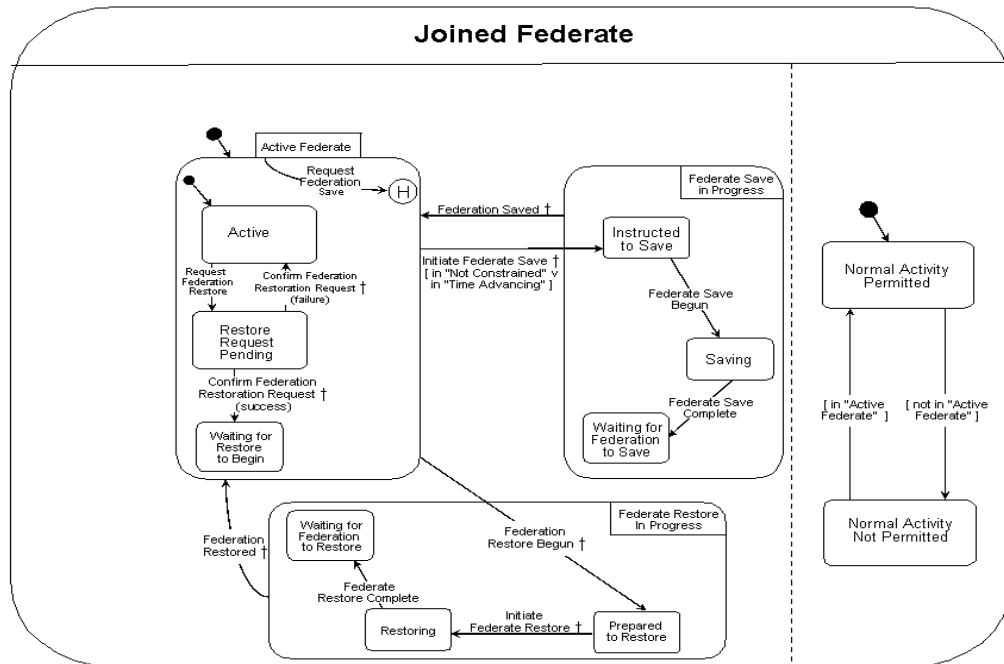 Joined Federate
Active Federate
Request
Federation
Save
H
Active
Request
Federation
Restore
Confirm Federation
Restoration Request †
(failure)
Restore
Request
Pending
Confirm Federation
Restoration Request †
(success)
Waiting for
Restore
to Begin
Federation Saved †
Initiate Federate Save †
[ in "Not Constrained" v
in "Time Advancing" ]
Federate Save
in Progress
Instructed
to Save
Federate Save
Begun
Saving
Federate Save
Complete
Waiting for
Federation
to Save
Normal Activity
Permitted
[ in "Active
Federate" ]
[ not in "Active
Federate" ]
Normal Activity
Not Permitted
Federation
Restored †
Federation
Restore Begun †
Federate Restore
In Progress
Waiting for
Federation
to Restore
Federate
Restore Complete
Restoring
Initiate
Federate Restore †
Prepared
to Restore